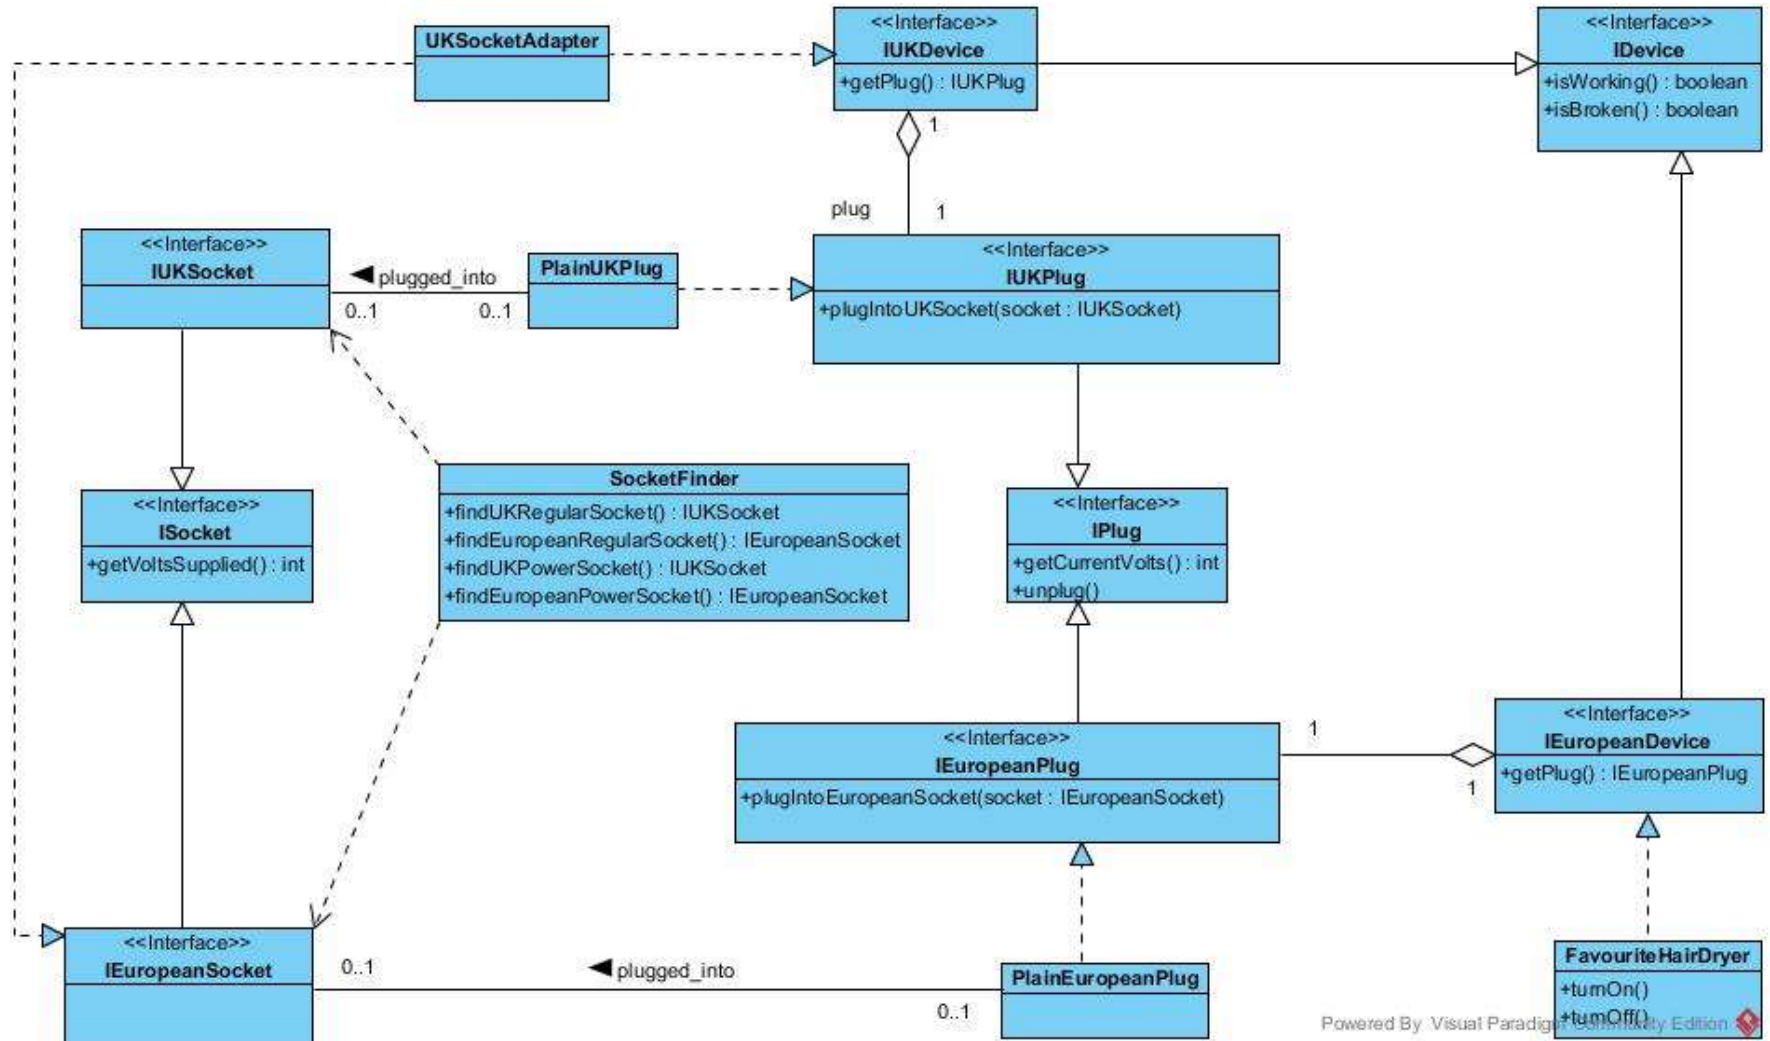 UKSocketAdapter
<<Interface>>
IUKDevice
+getPlug() : IUKPlug
<<Interface>>
IDevice
+isWorking() : boolean
+isBroken() : boolean
1
plug
1
<<Interface>>
IUKSocket
plugged_into
0..1
0..1
PlainUKPlug
<<Interface>>
IUKPlug
+plugIntoUKSocket(socket : IUKSocket)
<<Interface>>
ISocket
+getVoltsSupplied() : int
SocketFinder
+findUKRegularSocket() : IUKSocket
+findEuropeanRegularSocket() : IEuropeanSocket
+findUKPowerSocket() : IUKSocket
+findEuropeanPowerSocket() : IEuropeanSocket
<<Interface>>
IPlug
+getCurrentVolts() : int
+unplug()
<<Interface>>
IEuropeanPlug
+plugIntoEuropeanSocket(socket : IEuropeanSocket)
1
1
<<Interface>>
IEuropeanDevice
+getPlug() : IEuropeanPlug
<<Interface>>
IEuropeanSocket
0..1
plugged_into
0..1
PlainEuropeanPlug
FavouriteHairDryer
+turnOn()
+turnOff()
Powered By Visual Paradigm Community Edition